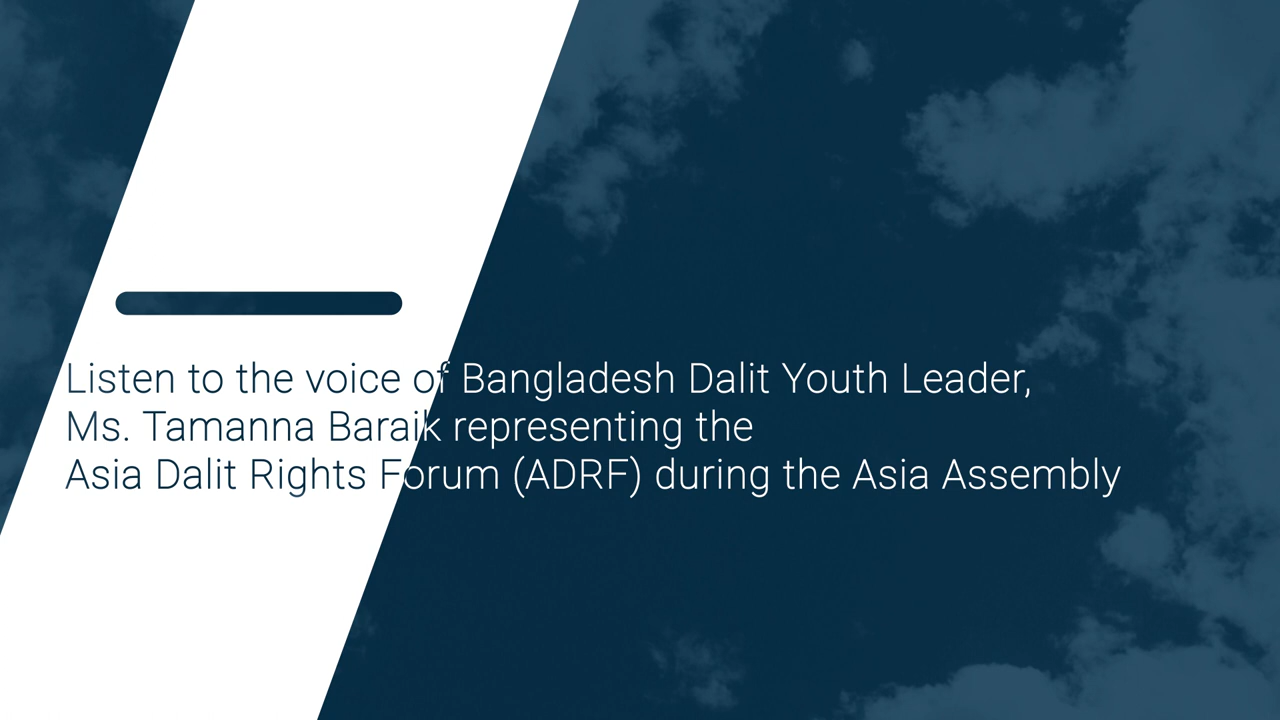 Listen to the voice of Bangladesh Dalit Youth Leader,
Ms. Tamanna Baraik representing the
Asia Dalit Rights Forum (ADRF) during the Asia Assembly